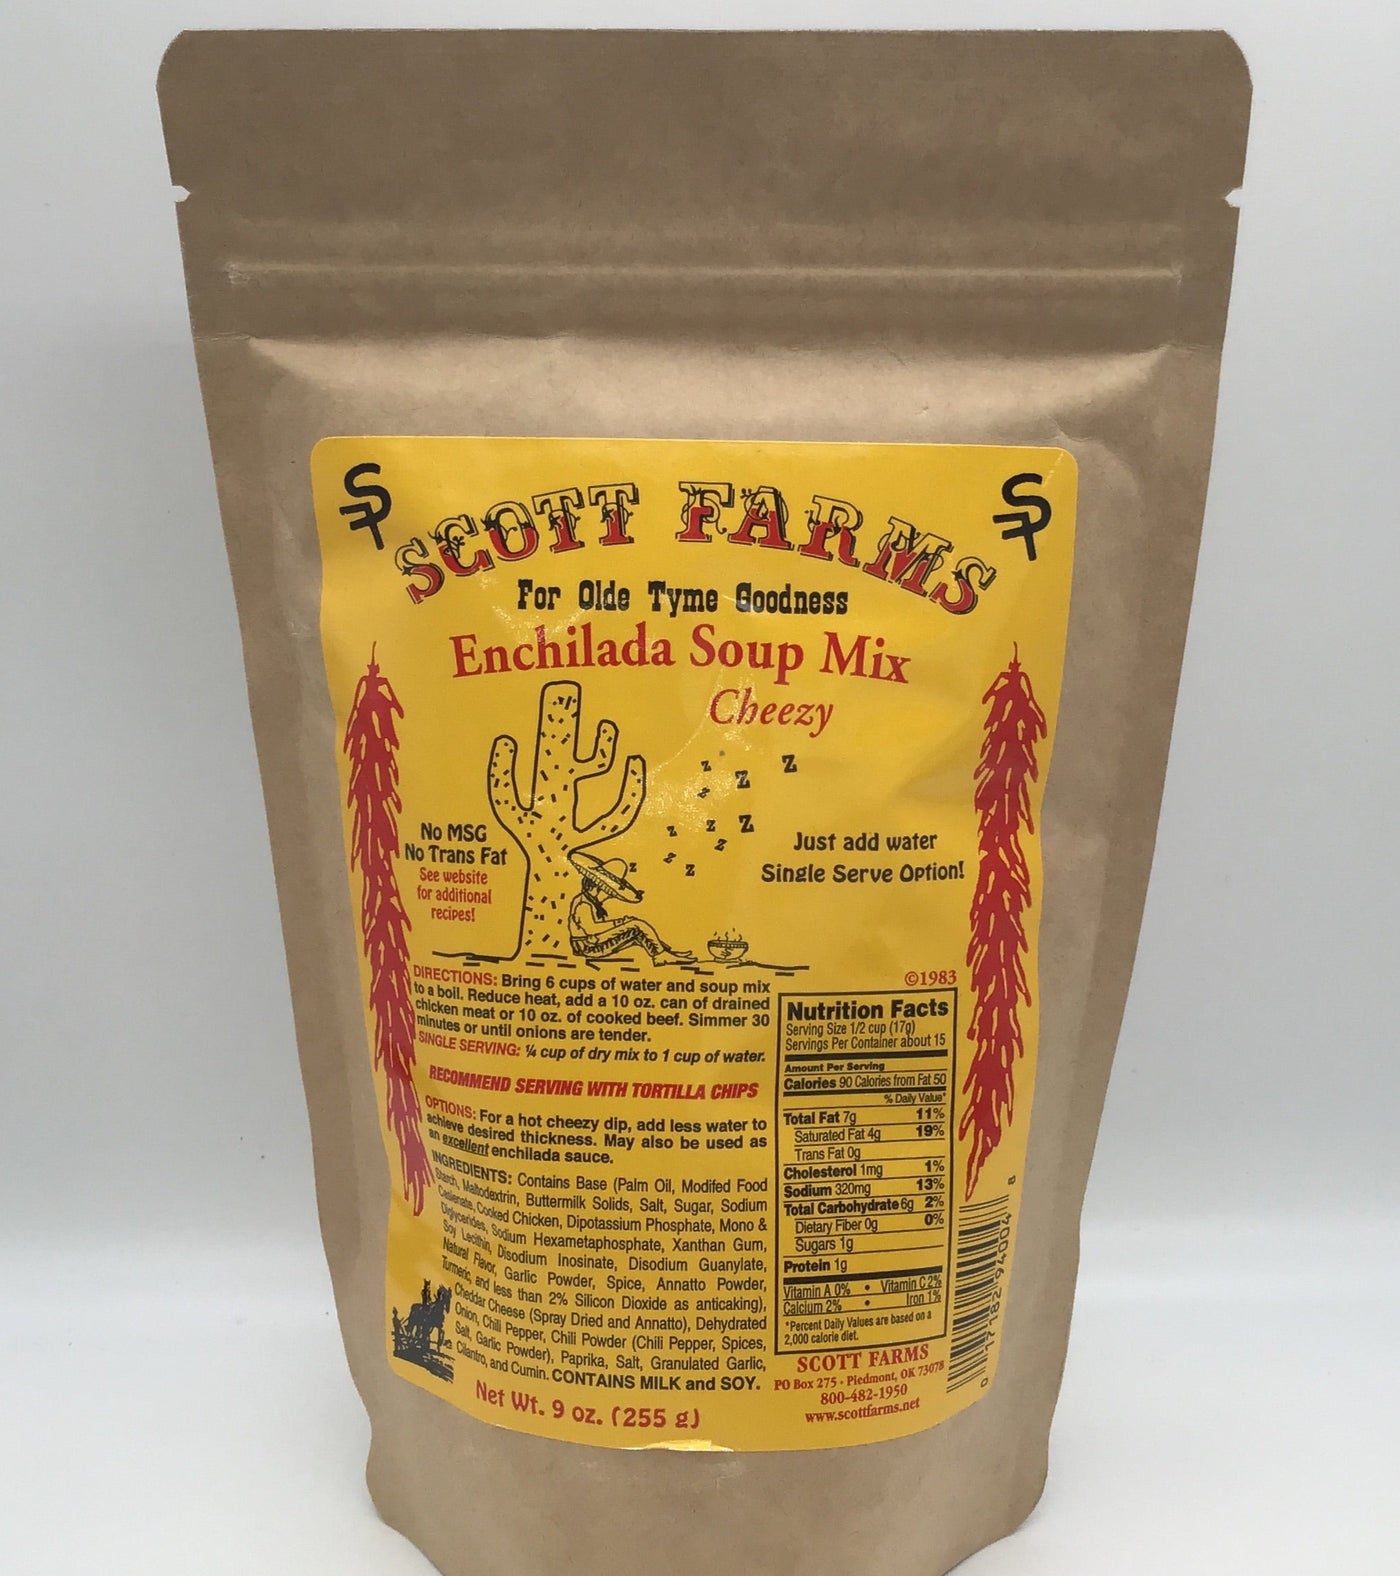 SCOTT FARMS
For Olde Tyme Goodness
Enchilada Soup Mix
Cheezy
z z z
z
z z z
z
z z
z
No MSG
No Trans Fat
See website
for additional
recipes!
Just add water
Single Serve Option!
DIRECTIONS: Bring 6 cups of water and soup mix
to a boil. Reduce heat, add a 10 oz. can of drained
chicken meat or 10 oz. of cooked beef. Simmer 30
minutes or until onions are tender.
SINGLE SERVING: ¼ cup of dry mix to 1 cup of water.
RECOMMEND SERVING WITH TORTILLA CHIPS
OPTIONS: For a hot cheezy dip, add less water to
achieve desired thickness. May also be used as
an excellent enchilada sauce.
INGREDIENTS: Contains Base (Palm Oil, Modifed Food
Starch, Maltodextrin, Buttermilk Solids, Salt, Sugar, Sodium
Caseinate, Cooked Chicken, Dipotassium Phosphate, Mono &
Diglycerides, Sodium Hexametaphosphate, Xanthan Gum,
Soy Lecithin, Disodium Inosinate, Disodium Guanylate,
Natural Flavor, Garlic Powder, Spice, Annatto Powder,
Turmeric, and less than 2% Silicon Dioxide as anticaking),
Cheddar Cheese (Spray Dried and Annatto), Dehydrated
Onion, Chili Pepper, Chili Powder (Chili Pepper, Spices,
Salt, Garlic Powder), Paprika, Salt, Granulated Garlic,
Cilantro, and Cumin. CONTAINS MILK and SOY.
Net Wt. 9 oz. (255 g)
©1983
Nutrition Facts
Serving Size 1/2 cup (17g)
Servings Per Container about 15
Amount Per Serving
Calories 90 Calories from Fat 50
% Daily Value*
Total Fat 7g 11%
Saturated Fat 4g 19%
Trans Fat 0g
Cholesterol 1mg 1%
Sodium 320mg 13%
Total Carbohydrate 6g 2%
Dietary Fiber 0g 0%
Sugars 1g
Protein 1g
Vitamin A 0% • Vitamin C 2%
Calcium 2% • Iron 1%
*Percent Daily Values are based on a
2,000 calorie diet.
SCOTT FARMS
PO Box 275 • Piedmont, OK 73078
800-482-1950
www.scottfarms.net
0 17182 94004 8